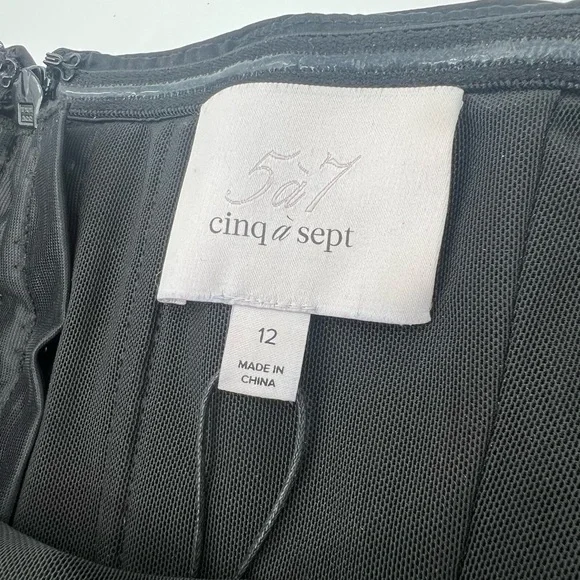 5à7
cinq à sept
12
MADE IN
CHINA